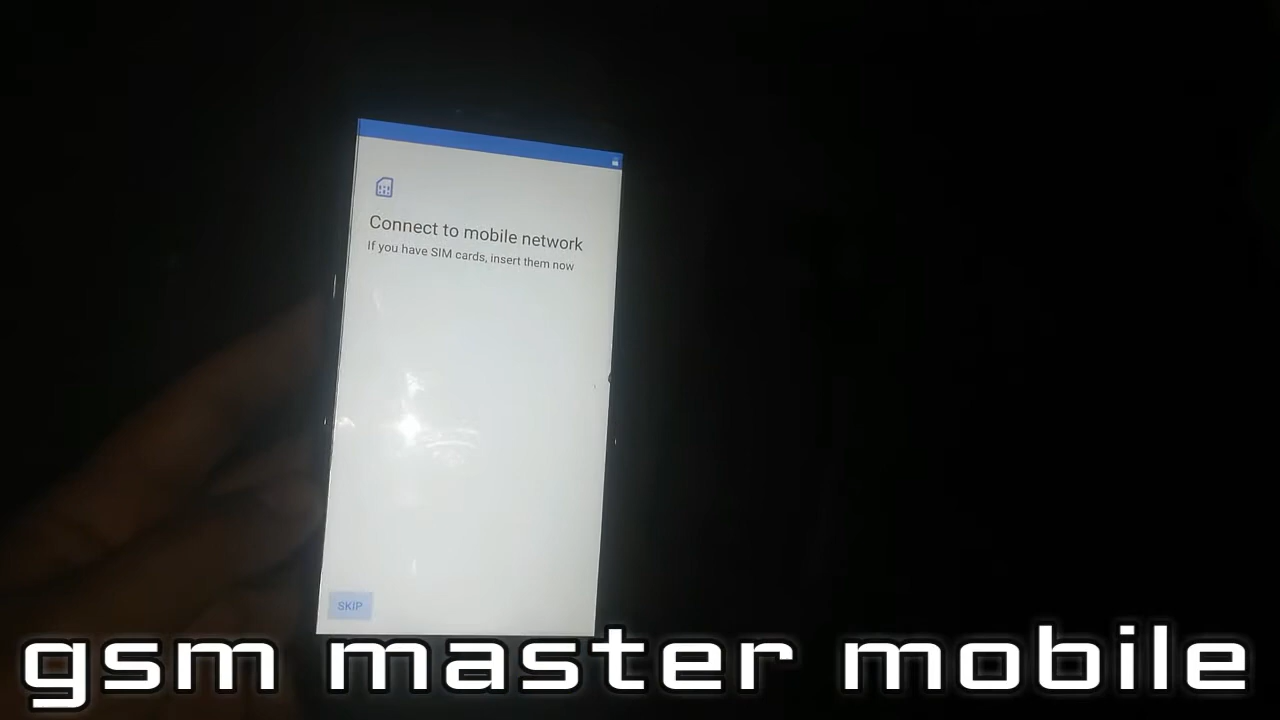 Connect to mobile network
If you have SIM cards, insert them now
SKIP
gsm master mobile